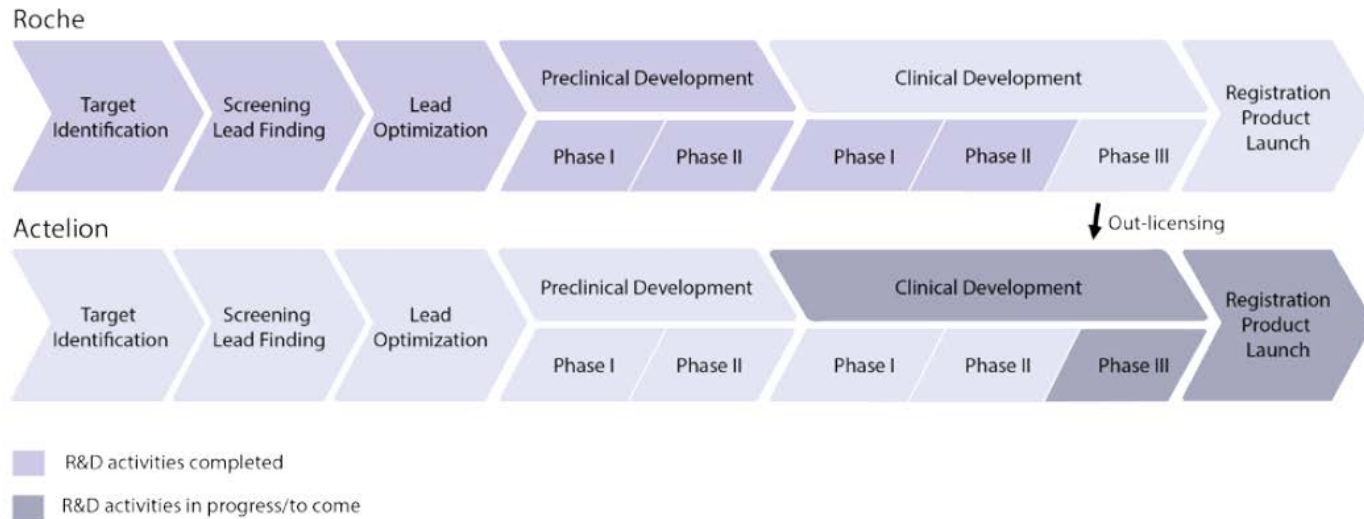 Roche
Target
Identification
Screening
Lead Finding
Lead
Optimization
Preclinical Development
Phase I
Phase II
Clinical Development
Phase I
Phase II
Phase III
Registration
Product
Launch
Out-licensing
Actelion
Target
Identification
Screening
Lead Finding
Lead
Optimization
Preclinical Development
Phase I
Phase II
Clinical Development
Phase I
Phase II
Phase III
Registration
Product
Launch
R&D activities completed
R&D activities in progress/to come